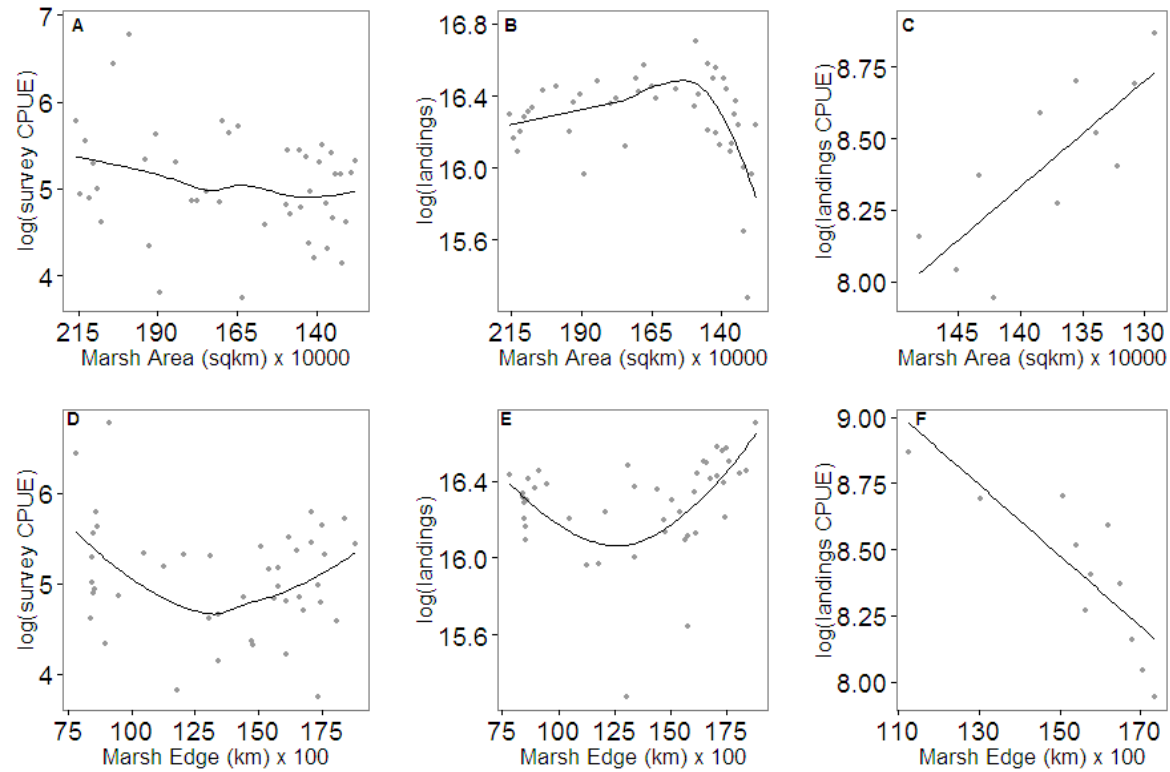 A
7
6
5
4
log(survey CPUE)
215 190 165 140
Marsh Area (sqkm) x 10000
B
16.8
16.4
16.0
15.6
log(landings)
215 190 165 140
Marsh Area (sqkm) x 10000
C
8.75
8.50
8.25
8.00
log(landings CPUE)
145 140 135 130
Marsh Area (sqkm) x 10000
D
6
5
4
log(survey CPUE)
75 100 125 150 175
Marsh Edge (km) x 100
E
16.4
16.0
15.6
log(landings)
75 100 125 150 175
Marsh Edge (km) x 100
F
9.00
8.75
8.50
8.25
8.00
log(landings CPUE)
110 130 150 170
Marsh Edge (km) x 100